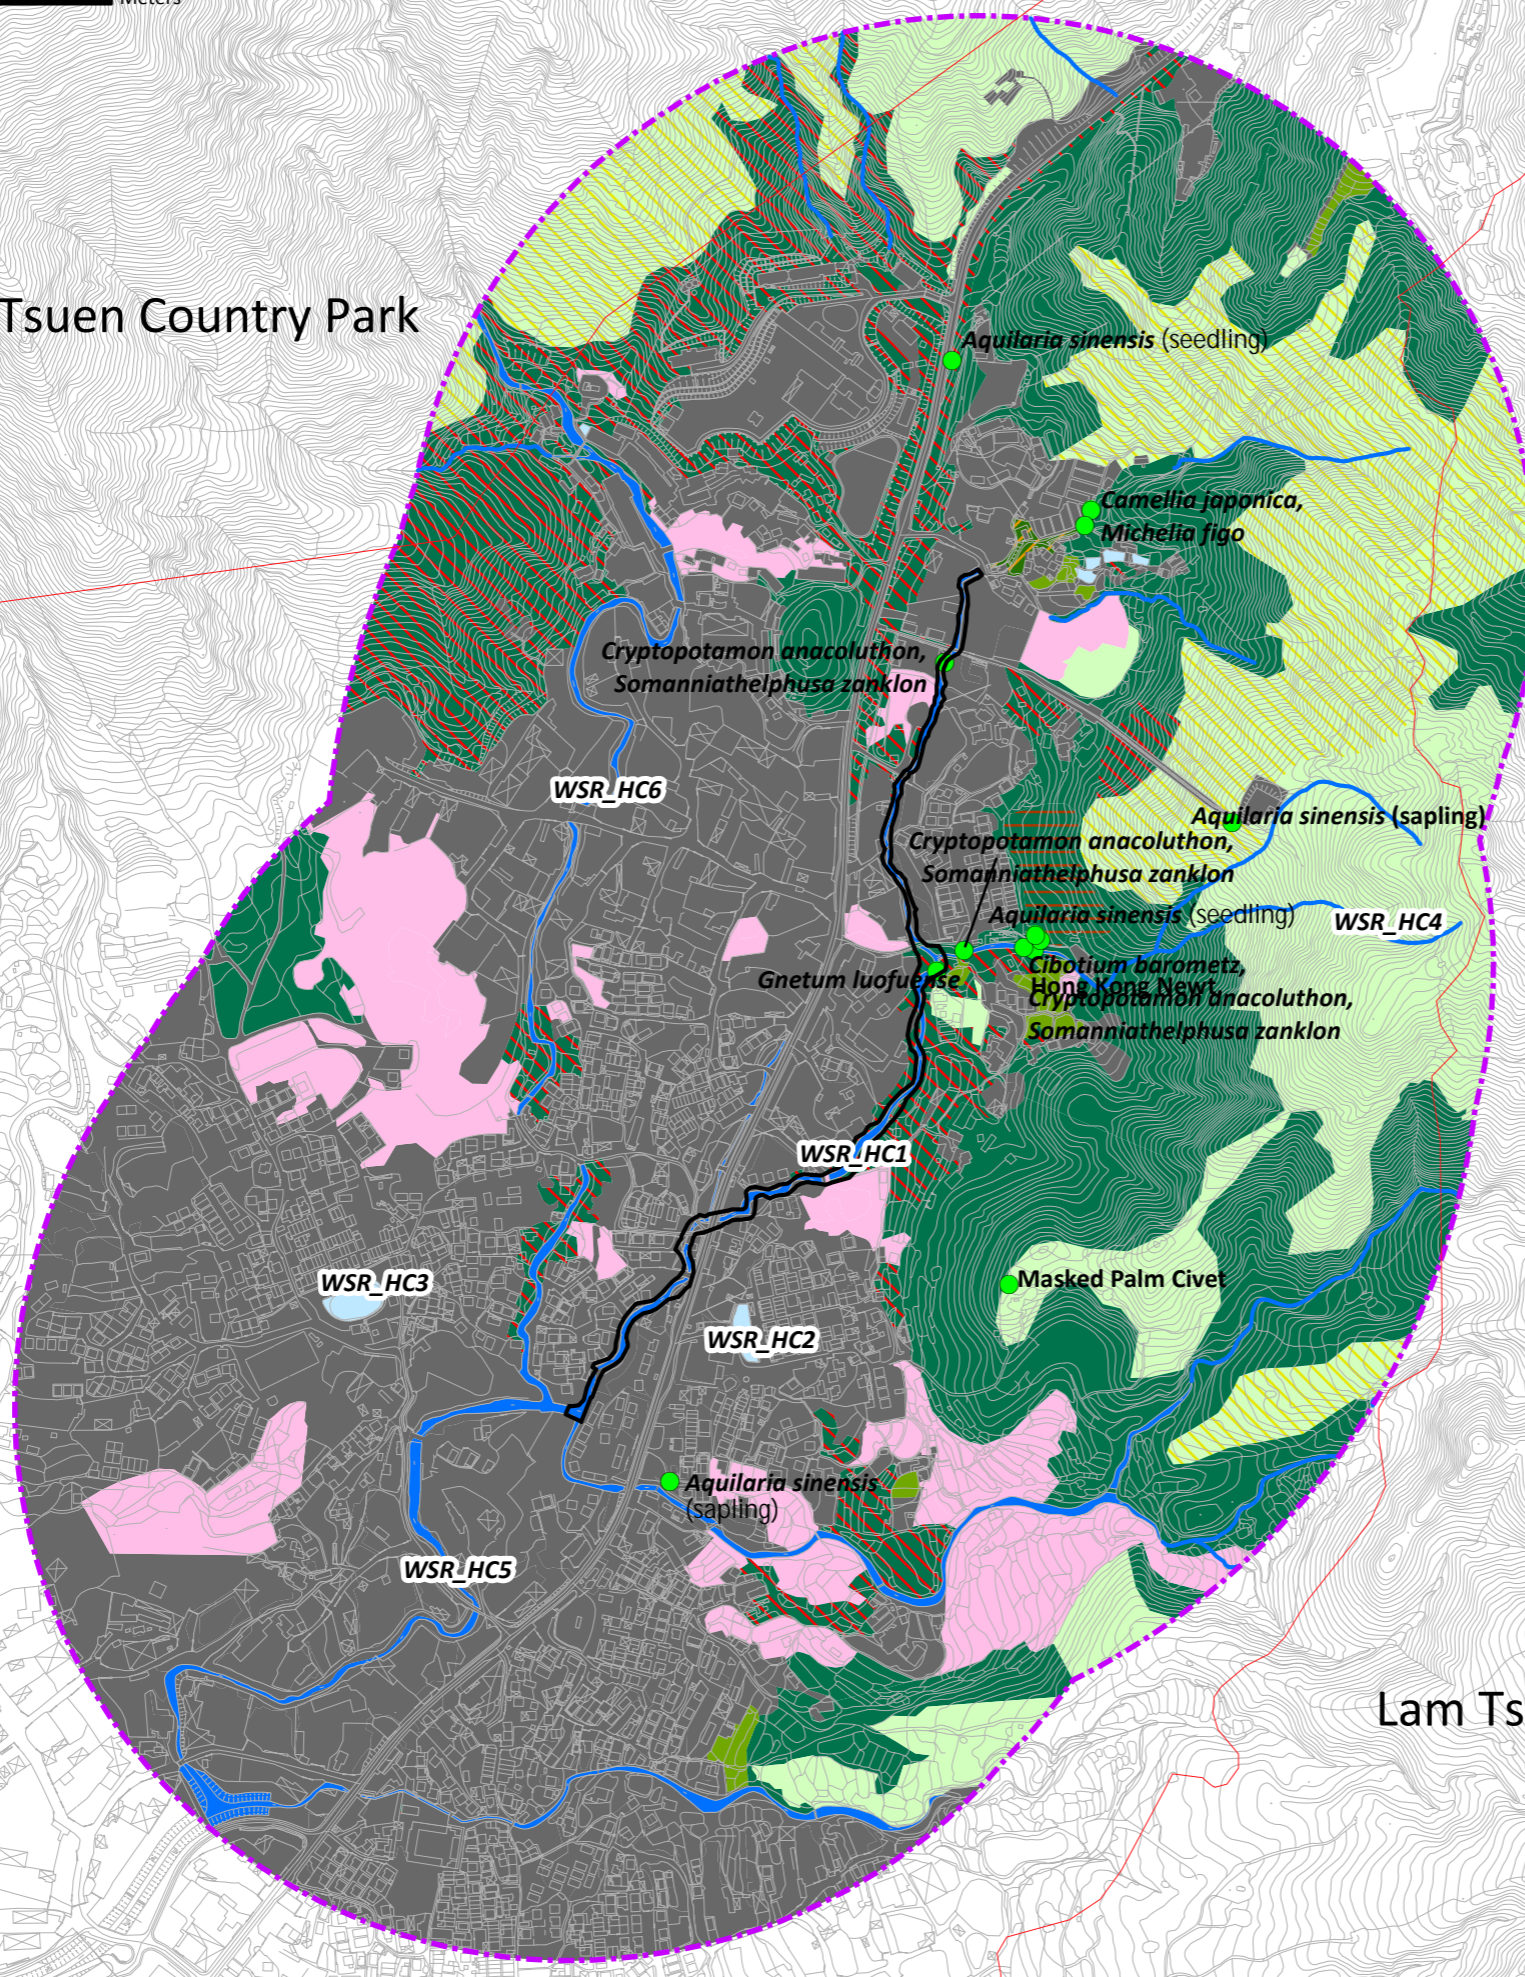 Meters
Tsuen Country Park
Aquilaria sinensis (seedling)
Camellia japonica,
Michelia figo
Cryptopotamon anacoluthon,
Somanniathelphusa zanklon
WSR_HC6
Aquilaria sinensis (sapling)
Cryptopotamon anacoluthon,
Somanniathelphusa zanklon
Aquilaria sinensis (seedling)
WSR_HC4
Gnetum luofuense
Cibotium barometz,
Hong Kong Newt,
Cryptopotamon anacoluthon,
Somanniathelphusa zanklon
WSR_HC1
WSR_HC3
Masked Palm Civet
WSR_HC2
Aquilaria sinensis
(sapling)
WSR_HC5
Lam Ts